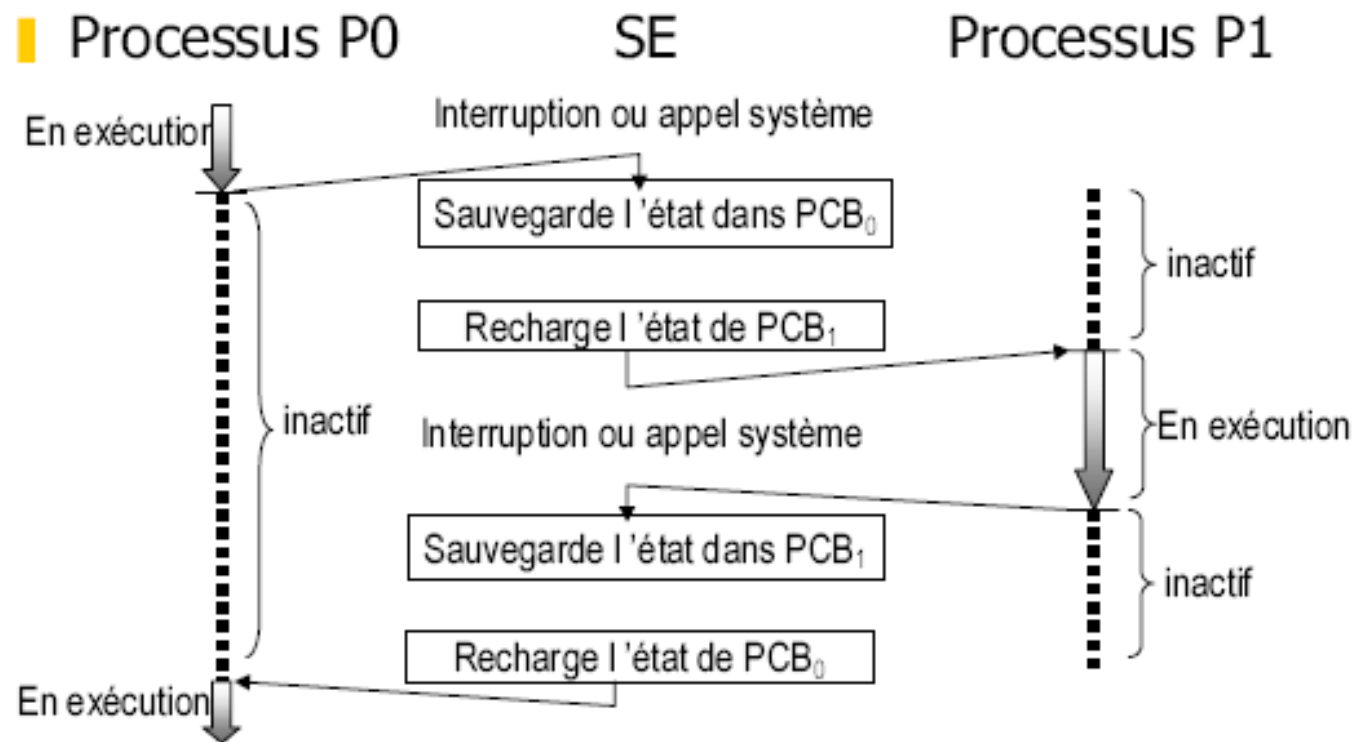 Processus P0 SE Processus P1
En exécution
Interruption ou appel système
Sauvegarde l 'état dans PCB0
inactif
Recharge l 'état de PCB1
inactif
Interruption ou appel système
En exécution
Sauvegarde l 'état dans PCB1
inactif
Recharge l 'état de PCB0
En exécution